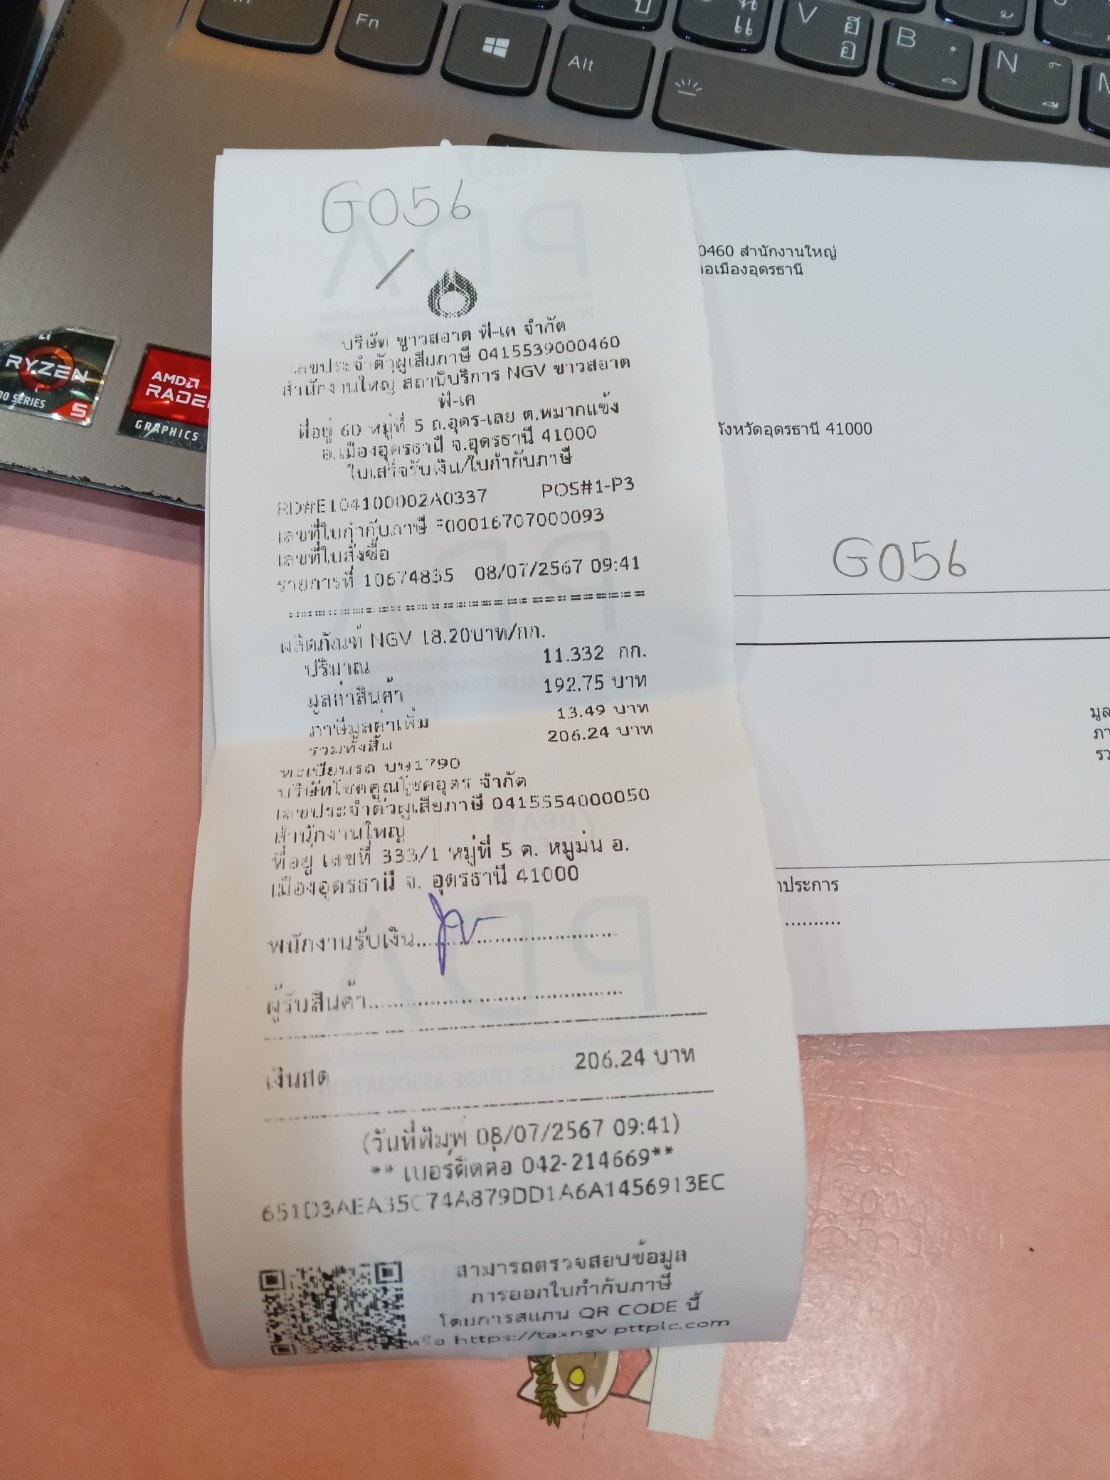 Fn
Alt
V ฮ อ
B
N
RYZEN
5
AMD
GRAPHICS
G056
บริษัท ขาวสอาด พี-เค จำกัด
เลขประจำตัวผู้เสียภาษี 0415539000460
สำนักงานใหญ่ สถานีบริการ NGV ขาวสอาด
พี-เค
ที่อยู่ 60 หมู่ที่ 5 ถ.อุดร-เลย ต.หมากแข้ง
อ.เมืองอุดรธานี จ.อุดรธานี 41000
ใบเสร็จรับเงิน/ใบกำกับภาษี
RD#E104100002A0337 POS#1-P3
เลขที่ใบกำกับภาษี 00016707000093
เลขที่ใบสั่งซื้อ
รายการที่ 10674835 08/07/2567 09:41
ผลิตภัณฑ์ NGV 18.20บาท/กก.
ปริมาณ 11.332 กก.
มูลค่าสินค้า 192.75 บาท
ภาษีมูลค่าเพิ่ม 13.49 บาท
รวมทั้งสิ้น 206.24 บาท
ทะเบียนรถ บษ1790
บริษัทโชคคูณโชคอุดร จำกัด
เลขประจำตัวผู้เสียภาษี 0415554000050
สำนักงานใหญ่
ที่อยู่ เลขที่ 333/1 หมู่ที่ 5 ต. หมูม่น อ.
เมืองอุดรธานี จ. อุดรธานี 41000
พนักงานรับเงิน..............................
ผู้รับสินค้า....................................
เงินสด 206.24 บาท
(วันที่พิมพ์ 08/07/2567 09:41)
** เบอร์ติดต่อ 042-214669**
651D3AEA35C74A879DD1A6A1456913EC
สามารถตรวจสอบข้อมูล
การออกใบกำกับภาษี
โดยการสแกน QR CODE นี้
หรือ https://taxngv.pttplc.com
0460 สำนักงานใหญ่
อเมืองอุดรธานี
จังหวัดอุดรธานี 41000
G056
มูล
ภา
รว
ประการ